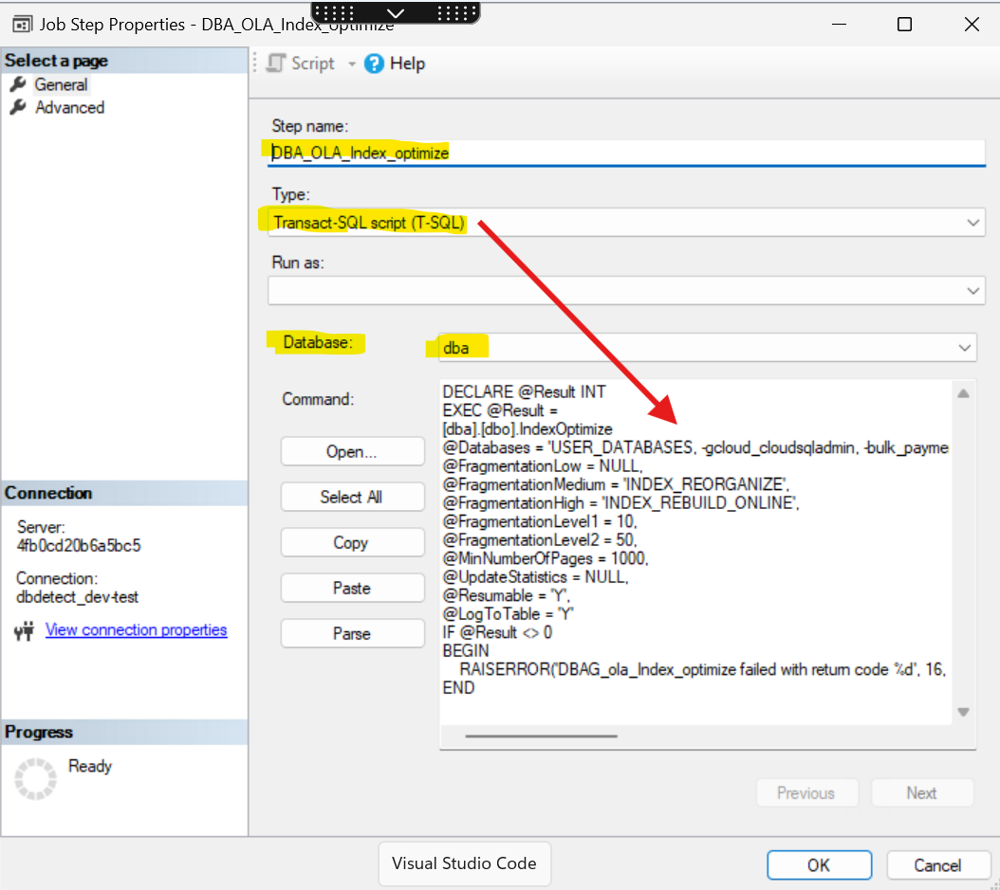 Job Step Properties - DBA_OLA_Index_optimize
Select a page
General
Advanced
Script
Help
Step name:
DBA_OLA_Index_optimize
Type:
Transact-SQL script (T-SQL)
Run as:
Database:
dba
Command:
Open...
Select All
Copy
Paste
Parse
DECLARE @Result INT
EXEC @Result =
[dba].[dbo].IndexOptimize
@Databases = 'USER_DATABASES, -gcloud_cloudsqladmin, -bulk_payme
@FragmentationLow = NULL,
@FragmentationMedium = 'INDEX_REORGANIZE',
@FragmentationHigh = 'INDEX_REBUILD_ONLINE',
@FragmentationLevel1 = 10,
@FragmentationLevel2 = 50,
@MinNumberOfPages = 1000,
@UpdateStatistics = NULL,
@Resumable = 'Y',
@LogToTable = 'Y'
IF @Result <> 0
BEGIN
RAISERROR('DBAG_ola_Index_optimize failed with return code %d', 16,
END
Connection
Server:
4fb0cd20b6a5bc5
Connection:
dbdetect_dev-test
View connection properties
Progress
Ready
Previous
Next
Visual Studio Code
OK
Cancel